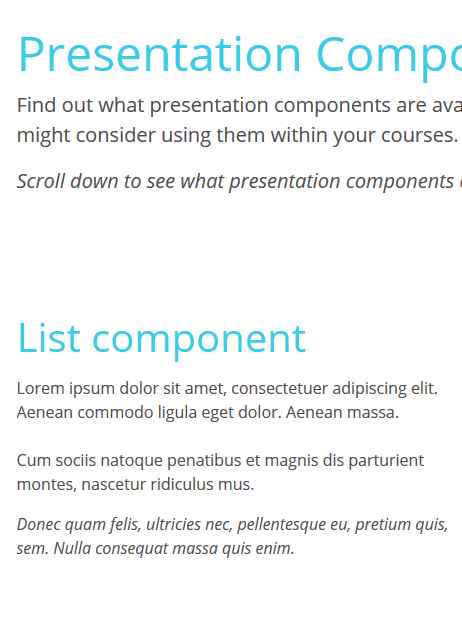 Presentation Compo
Find out what presentation components are ava
might consider using them within your courses.
Scroll down to see what presentation components
List component
Lorem ipsum dolor sit amet, consectetuer adipiscing elit.
Aenean commodo ligula eget dolor. Aenean massa.
Cum sociis natoque penatibus et magnis dis parturient
montes, nascetur ridiculus mus.
Donec quam felis, ultricies nec, pellentesque eu, pretium quis,
sem. Nulla consequat massa quis enim.